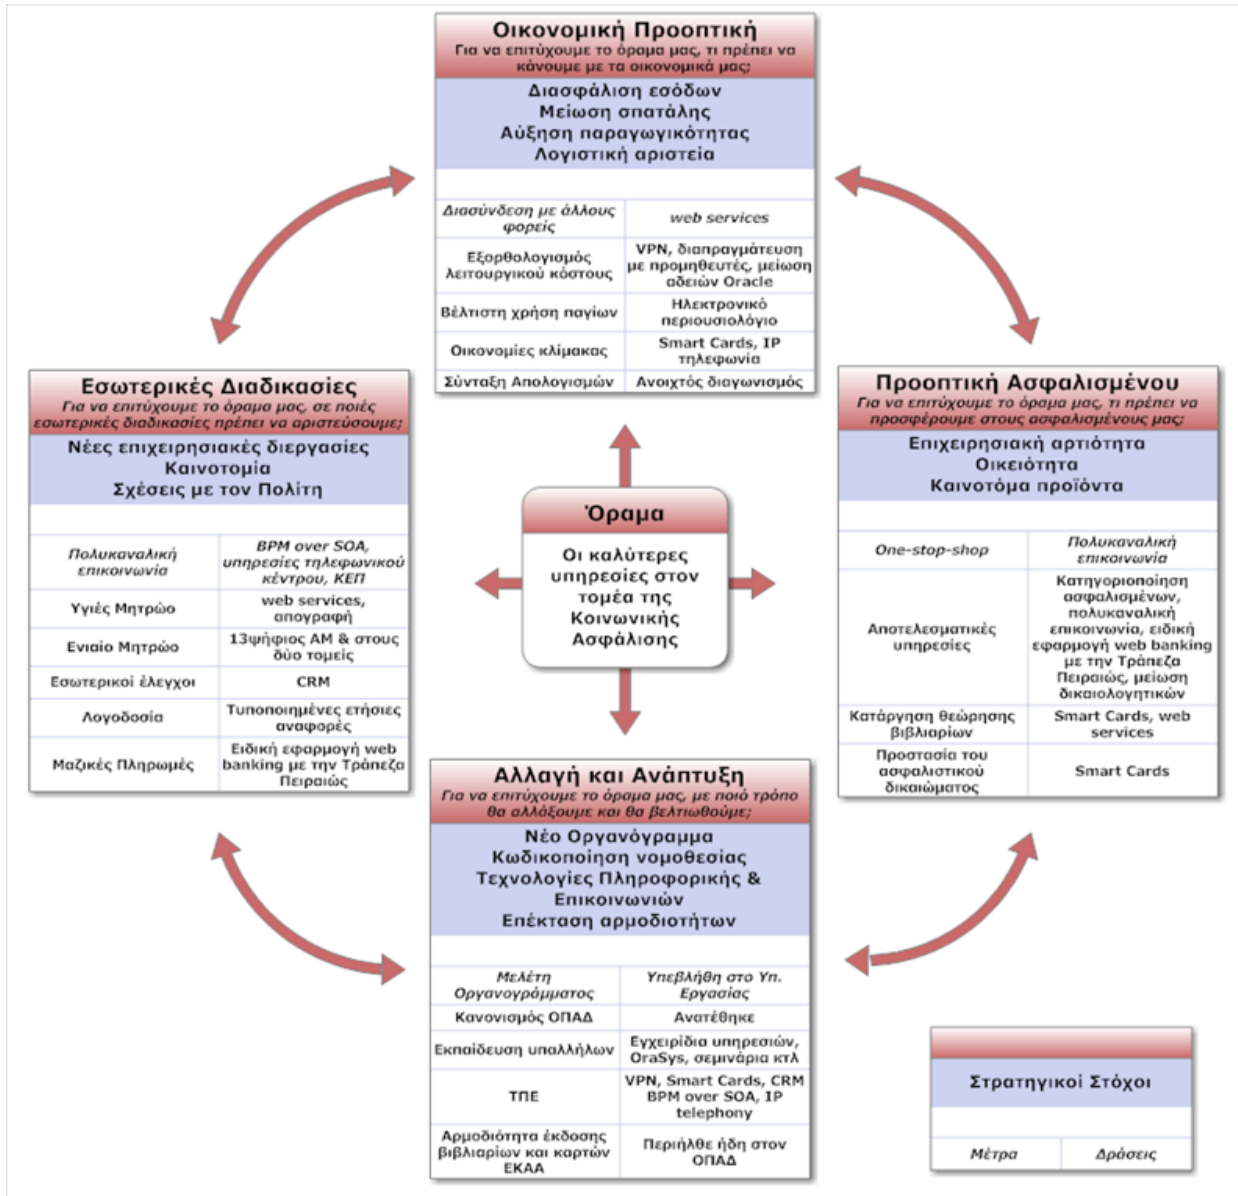 Οικονομική Προοπτική
Για να επιτύχουμε το όραμα μας, τι πρέπει να
κάνουμε με τα οικονομικά μας;
Διασφάλιση εσόδων
Μείωση σπατάλης
Αύξηση παραγωγικότητας
Λογιστική αριστεία
Διασύνδεση με άλλους
φορείς
web services
Εξορθολογισμός
λειτουργικού κόστους
VPN, διαπραγμάτευση
με προμηθευτές, μείωση
αδειών Oracle
Βέλτιστη χρήση παγίων
Ηλεκτρονικό
περιουσιολόγιο
Οικονομίες κλίμακας
Smart Cards, IP
τηλεφωνία
Σύνταξη Απολογισμών
Ανοιχτός διαγωνισμός
Εσωτερικές Διαδικασίες
Για να επιτύχουμε το όραμα μας, σε ποιές
εσωτερικές διαδικασίες πρέπει να αριστεύσουμε;
Νέες επιχειρησιακές διεργασίες
Καινοτομία
Σχέσεις με τον Πολίτη
Πολυκαναλική
επικοινωνία
BPM over SOA,
υπηρεσίες τηλεφωνικού
κέντρου, ΚΕΠ
Υγιές Μητρώο
web services,
απογραφή
Ενιαίο Μητρώο
13ψήφιος ΑΜ & στους
δύο τομείς
Εσωτερικοί έλεγχοι
CRM
Λογοδοσία
Τυποποιημένες ετήσιες
αναφορές
Μαζικές Πληρωμές
Ειδική εφαρμογή web
banking με την Τράπεζα
Πειραιώς
Όραμα
Οι καλύτερες
υπηρεσίες στον
τομέα της
Κοινωνικής
Ασφάλισης
Προοπτική Ασφαλισμένου
Για να επιτύχουμε το όραμα μας, τι πρέπει να
προσφέρουμε στους ασφαλισμένους μας;
Επιχειρησιακή αρτιότητα
Οικειότητα
Καινοτόμα προϊόντα
One-stop-shop
Πολυκαναλική
επικοινωνία
Αποτελεσματικές
υπηρεσίες
Κατηγοριοποίηση
ασφαλισμένων,
πολυκαναλική
επικοινωνία, ειδική
εφαρμογή web banking
με την Τράπεζα
Πειραιώς, μείωση
δικαιολογητικών
Κατάργηση θεώρησης
βιβλιαρίων
Smart Cards, web
services
Προστασία του
ασφαλιστικού
δικαιώματος
Smart Cards
Αλλαγή και Ανάπτυξη
Για να επιτύχουμε το όραμα μας, με ποιό τρόπο
θα αλλάξουμε και θα βελτιωθούμε;
Νέο Οργανόγραμμα
Κωδικοποίηση νομοθεσίας
Τεχνολογίες Πληροφορικής &
Επικοινωνιών
Επέκταση αρμοδιοτήτων
Μελέτη
Οργανογράμματος
Υπεβλήθη στο Υπ.
Εργασίας
Κανονισμός ΟΠΑΔ
Ανατέθηκε
Εκπαίδευση υπαλλήλων
Εγχειρίδια υπηρεσιών,
OraSys, σεμινάρια κτλ
ΤΠΕ
VPN, Smart Cards, CRM
BPM over SOA, IP
telephony
Αρμοδιότητα έκδοσης
βιβλιαρίων και καρτών
ΕΚΑΑ
Περιήλθε ήδη στον
ΟΠΑΔ
Στρατηγικοί Στόχοι
Μέτρα
Δράσεις